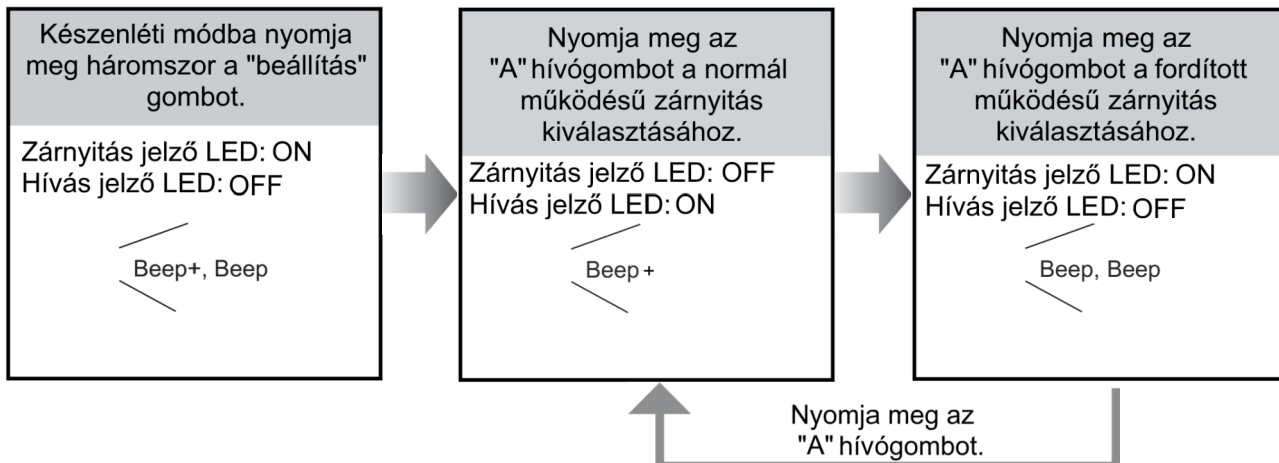 Készenléti módba nyomja
meg háromszor a "beállítás"
gombot.
Zárnyitás jelző LED: ON
Hívás jelző LED: OFF
Beep+, Beep
Nyomja meg az
"A" hívógombot a normál
működésű zárnyitás
kiválasztásához.
Zárnyitás jelző LED: OFF
Hívás jelző LED: ON
Beep +
Nyomja meg az
"A" hívógombot a fordított
működésű zárnyitás
kiválasztásához.
Zárnyitás jelző LED: ON
Hívás jelző LED: OFF
Beep, Beep
Nyomja meg az
"A" hívógombot.